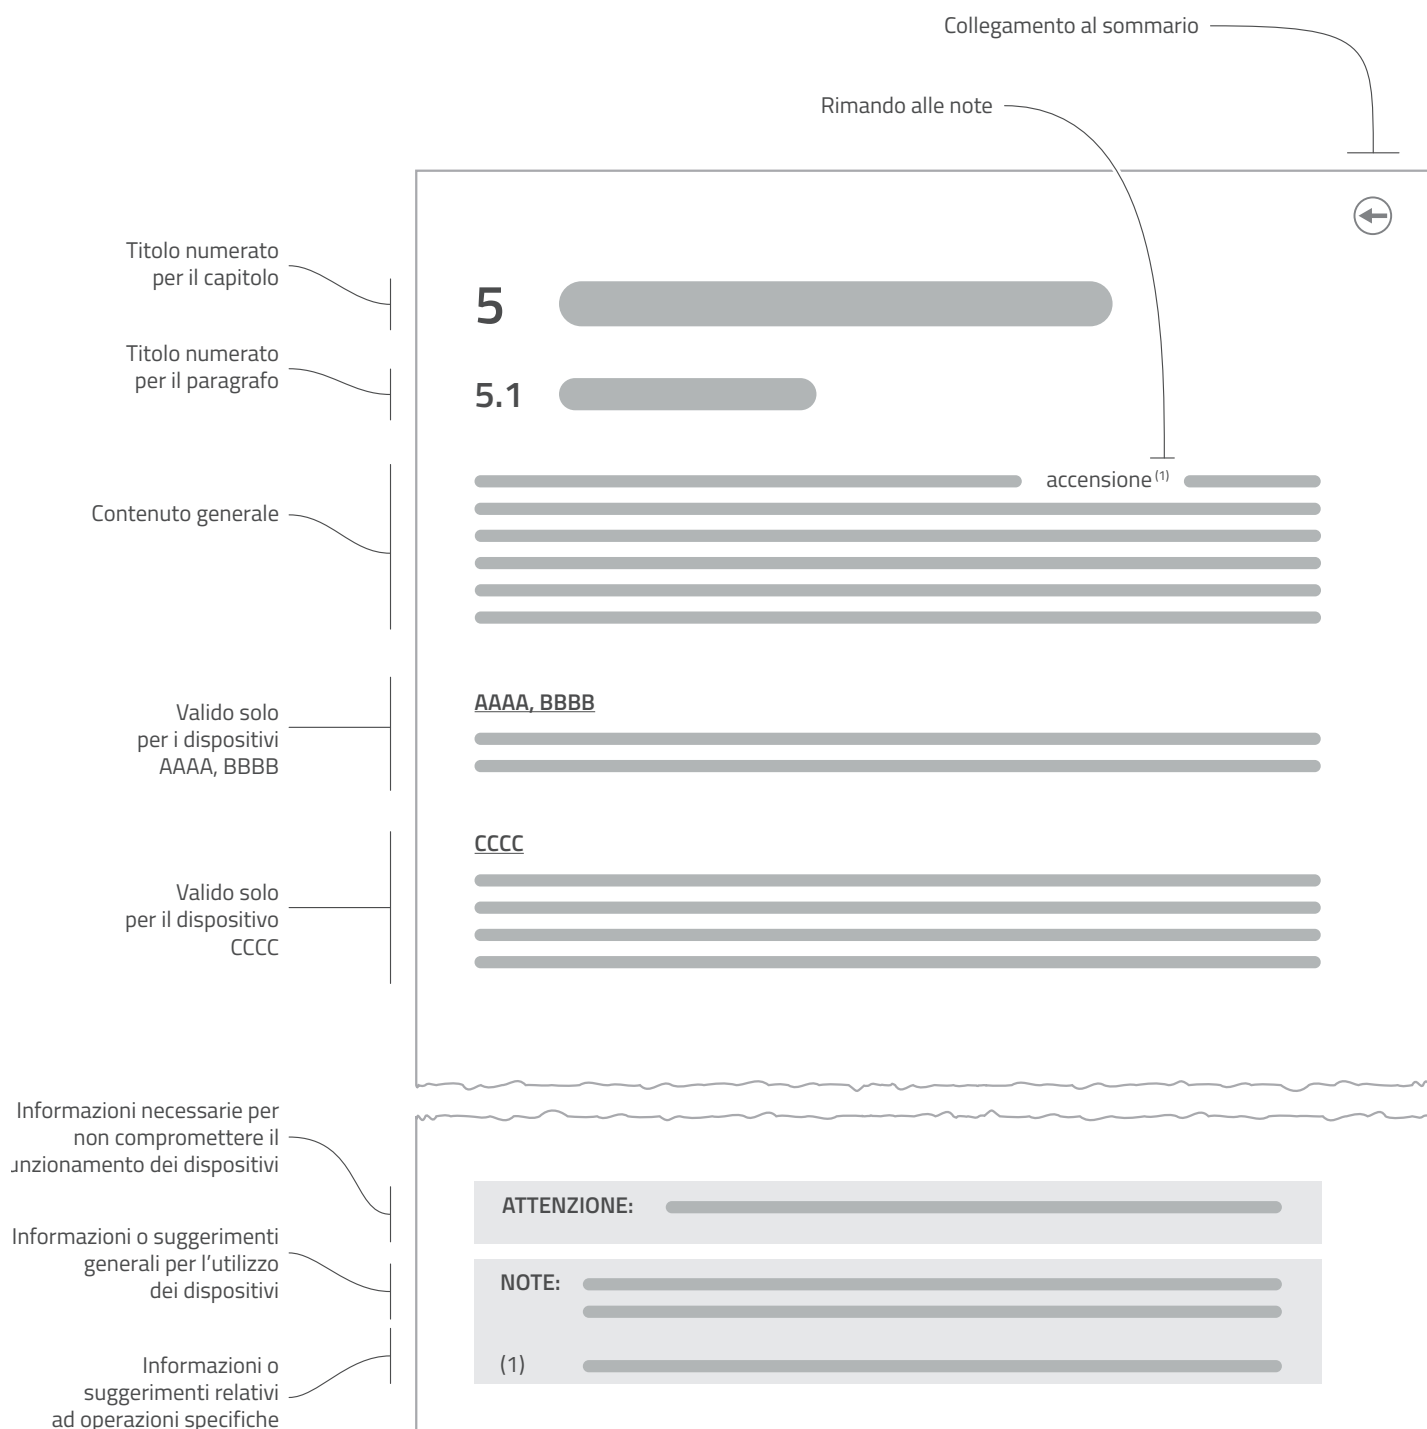 Collegamento al sommario
Rimando alle note
Titolo numerato
per il capitolo
5
Titolo numerato
per il paragrafo
5.1
accensione (1)
Contenuto generale
AAAA, BBBB
Valido solo
per i dispositivi
AAAA, BBBB
CCCC
Valido solo
per il dispositivo
CCCC
Informazioni necessarie per
non compromettere il
unzionamento dei dispositivi
ATTENZIONE:
Informazioni o suggerimenti
generali per l'utilizzo
dei dispositivi
NOTE:
(1)
Informazioni o
suggerimenti relativi
ad operazioni specifiche